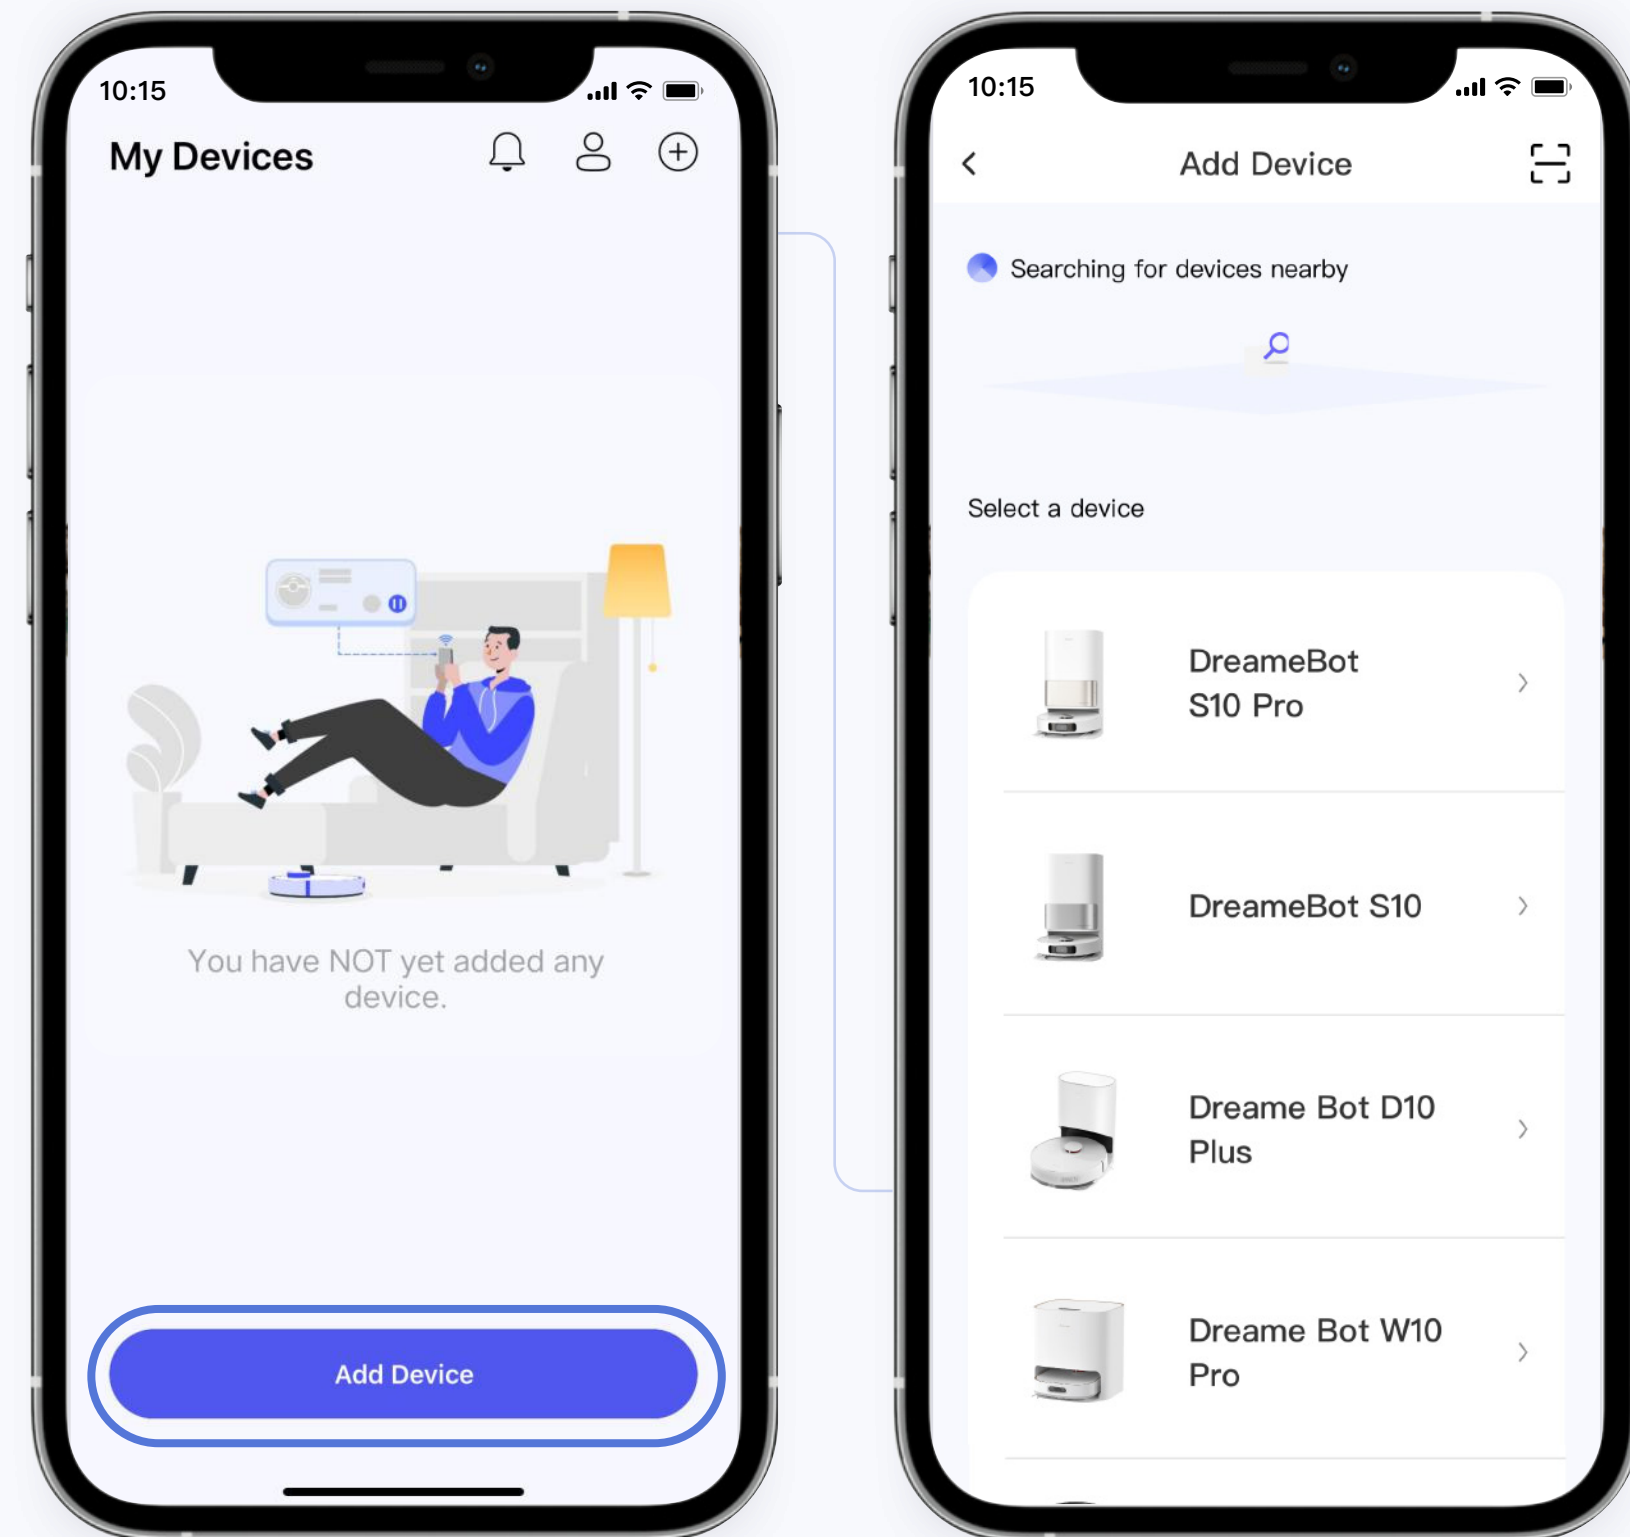 10:15
My Devices
You have NOT yet added any
device.
Add Device
10:15
Add Device
Searching for devices nearby
Select a device
DreameBot
S10 Pro
DreameBot S10
Dreame Bot D10
Plus
Dreame Bot W10
Pro